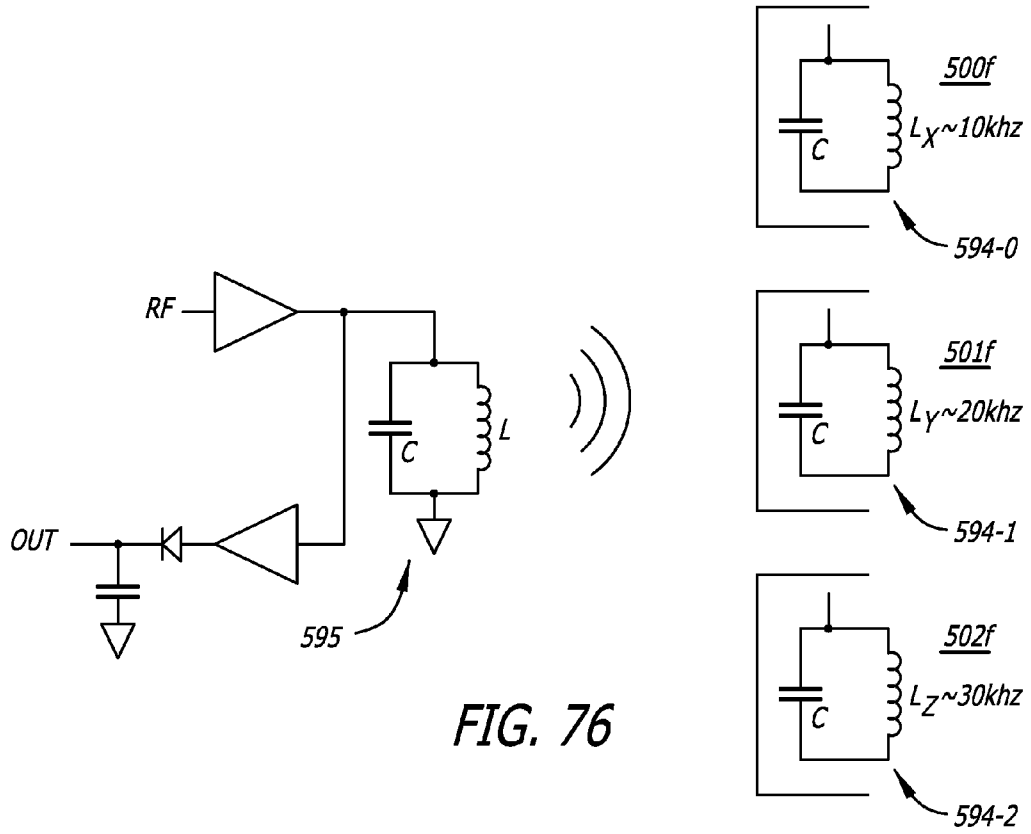 RF
C
L
OUT
595
FIG. 76
500f
C
LX~10khz
594-0
501f
C
LY~20khz
594-1
502f
C
LZ~30khz
594-2